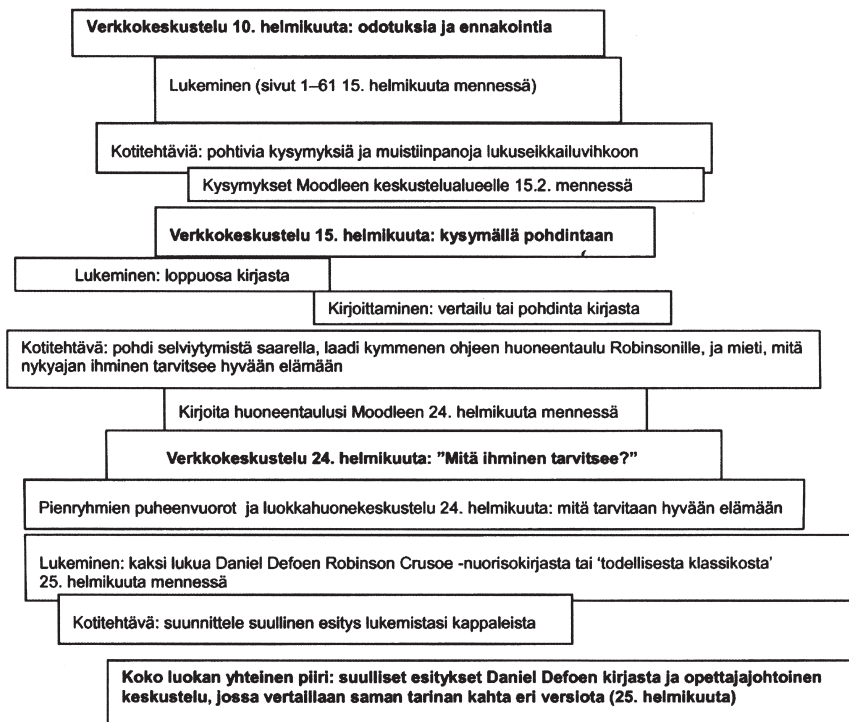 Verkkokeskustelu 10. helmikuuta: odotuksia ja ennakointia
Lukeminen (sivut 1–61 15. helmikuuta mennessä)
Kotitehtäviä: pohtivia kysymyksiä ja muistiinpanoja lukuseikkailuvihkoon
Kysymykset Moodleen keskustelualueelle 15.2. mennessä
Verkkokeskustelu 15. helmikuuta: kysymällä pohdintaan
Lukeminen: loppuosa kirjasta
Kirjoittaminen: vertailu tai pohdinta kirjasta
Kotitehtävä: pohdi selviytymistä saarella, laadi kymmenen ohjeen huoneentaulu Robinsonille, ja mieti, mitä
nykyajan ihminen tarvitsee hyvään elämään
Kirjoita huoneentaulusi Moodleen 24. helmikuuta mennessä
Verkkokeskustelu 24. helmikuuta: ”Mitä ihminen tarvitsee?”
Pienryhmien puheenvuorot ja luokkahuonekeskustelu 24. helmikuuta: mitä tarvitaan hyvään elämään
Lukeminen: kaksi lukua Daniel Defoen Robinson Crusoe -nuorisokirjasta tai ‘todellisesta klassikosta’
25. helmikuuta mennessä
Kotitehtävä: suunnittele suullinen esitys lukemistasi kappaleista
Koko luokan yhteinen piiri: suulliset esitykset Daniel Defoen kirjasta ja opettajajohtoinen
keskustelu, jossa vertaillaan saman tarinan kahta eri versiota (25. helmikuuta)